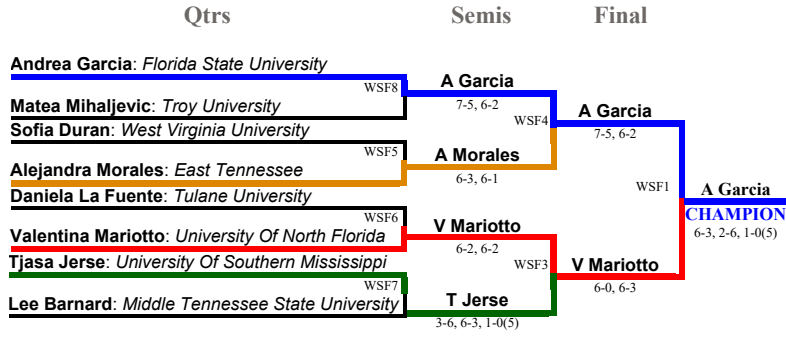 Qtrs
Semis
Final
Andrea Garcia: Florida State University
WSF8
Matea Mihaljevic: Troy University
A Garcia
7-5, 6-2
WSF4
Sofia Duran: West Virginia University
WSF5
Alejandra Morales: East Tennessee
A Morales
6-3, 6-1
A Garcia
7-5, 6-2
WSF1
Daniela La Fuente: Tulane University
WSF6
Valentina Mariotto: University Of North Florida
V Mariotto
6-2, 6-2
WSF3
Tjasa Jerse: University Of Southern Mississippi
WSF7
Lee Barnard: Middle Tennessee State University
T Jerse
3-6, 6-3, 1-0(5)
V Mariotto
6-0, 6-3
A Garcia
CHAMPION
6-3, 2-6, 1-0(5)